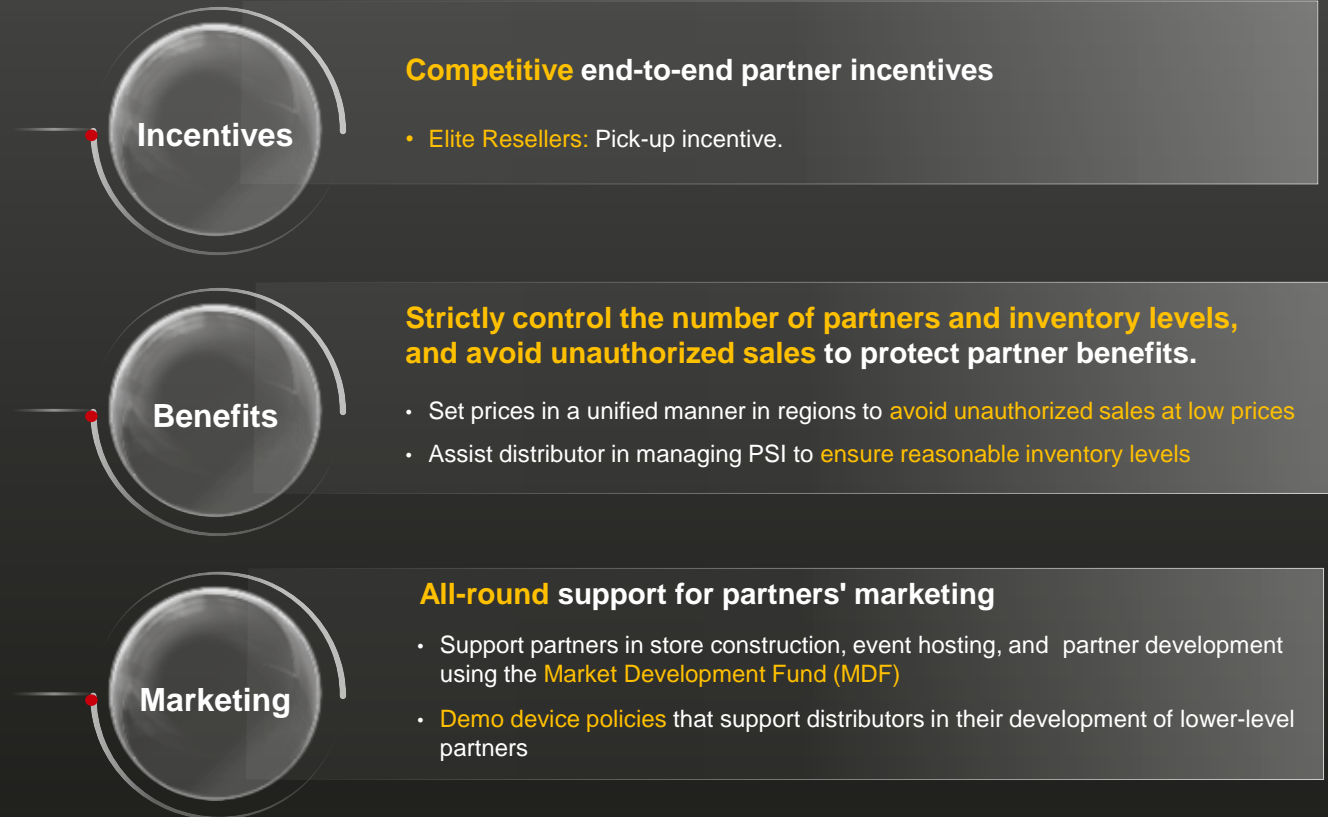 Incentives
Competitive end-to-end partner incentives
• Elite Resellers: Pick-up incentive.
Benefits
Strictly control the number of partners and inventory levels,
and avoid unauthorized sales to protect partner benefits.
• Set prices in a unified manner in regions to avoid unauthorized sales at low prices
• Assist distributor in managing PSI to ensure reasonable inventory levels
Marketing
All-round support for partners' marketing
• Support partners in store construction, event hosting, and partner development
using the Market Development Fund (MDF)
• Demo device policies that support distributors in their development of lower-level
partners